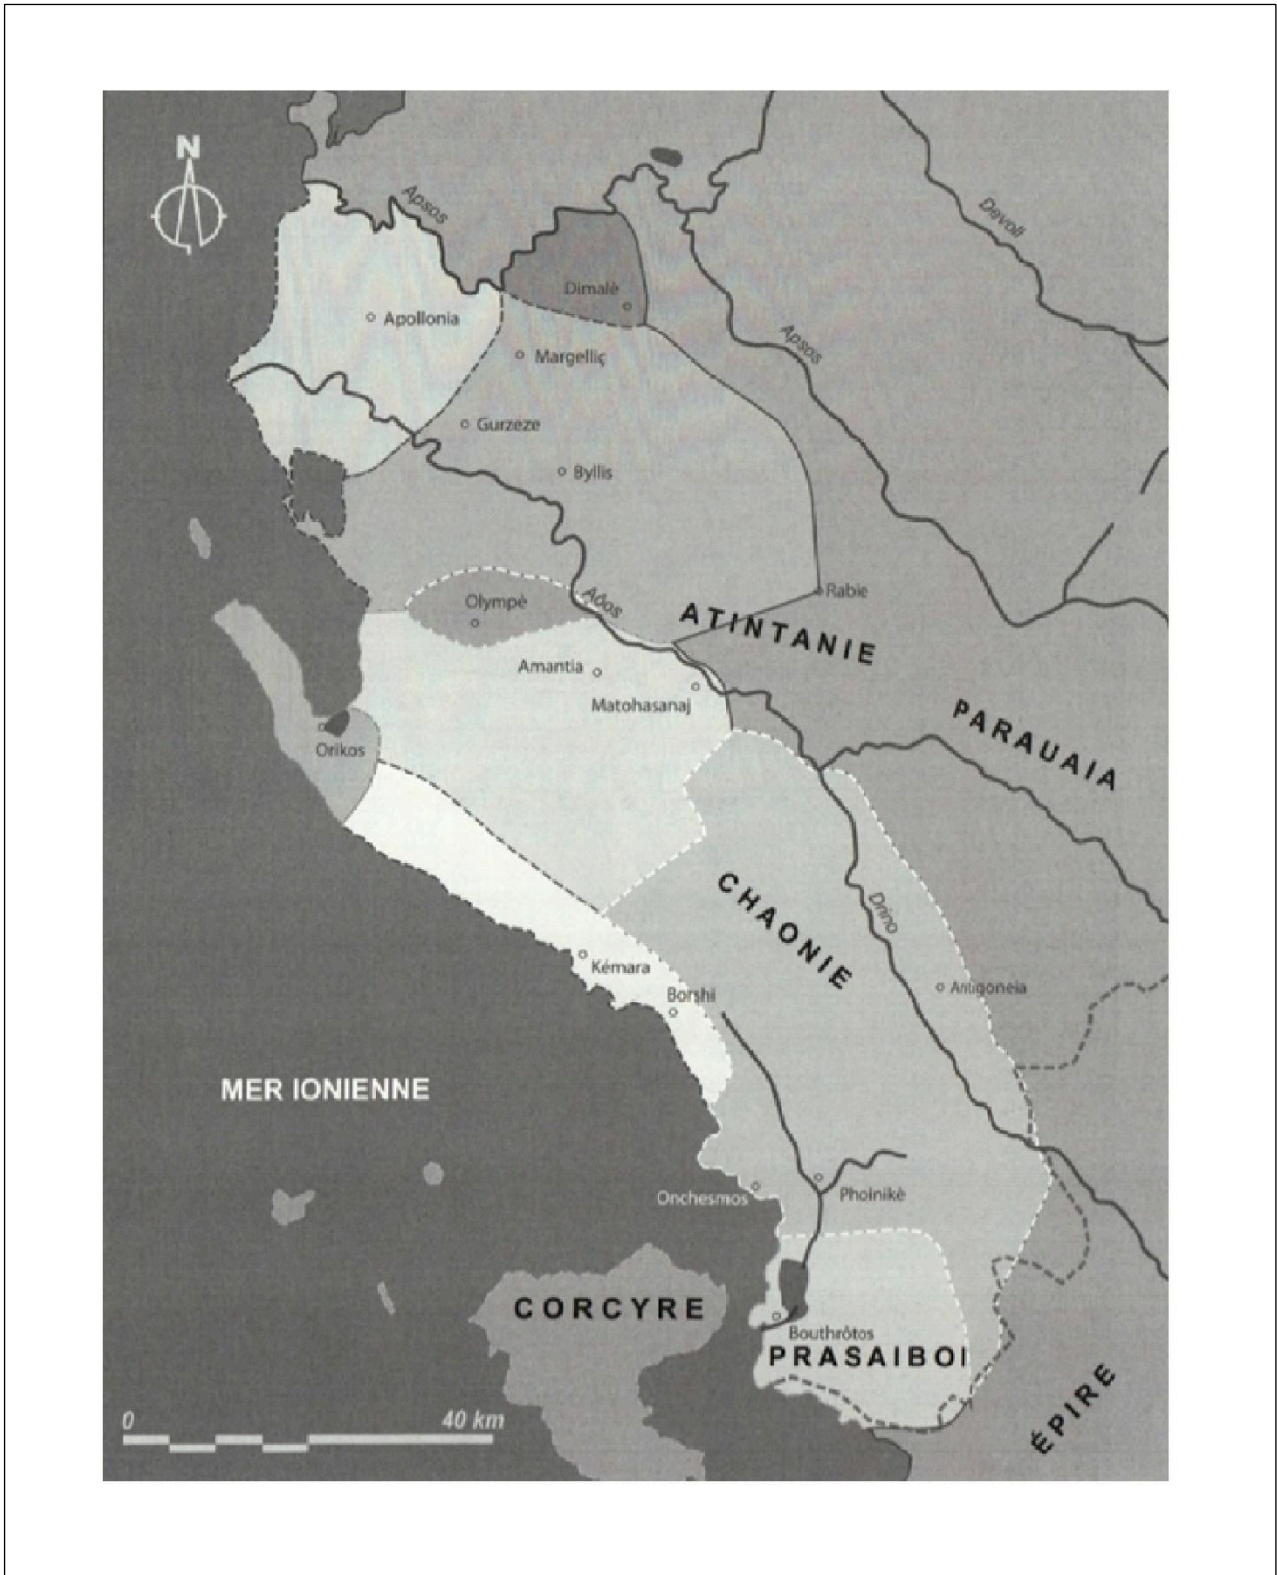 N
Apsos
Devoli
Dimalè
Apollonia
Apsos
Margelliç
Gurzeze
Byllis
Rabie
Aôos
Olympè
ATINTANIE
Amantia
Matohasanaj
PARAUAIA
Orikos
CHAONIE
Drino
Kémara
Antigoneia
Borshi
MER IONIENNE
Phoinikè
Onchesmos
CORCYRE
Bouthrôtos
PRASAIBOI
ÉPIRE
0 40 km